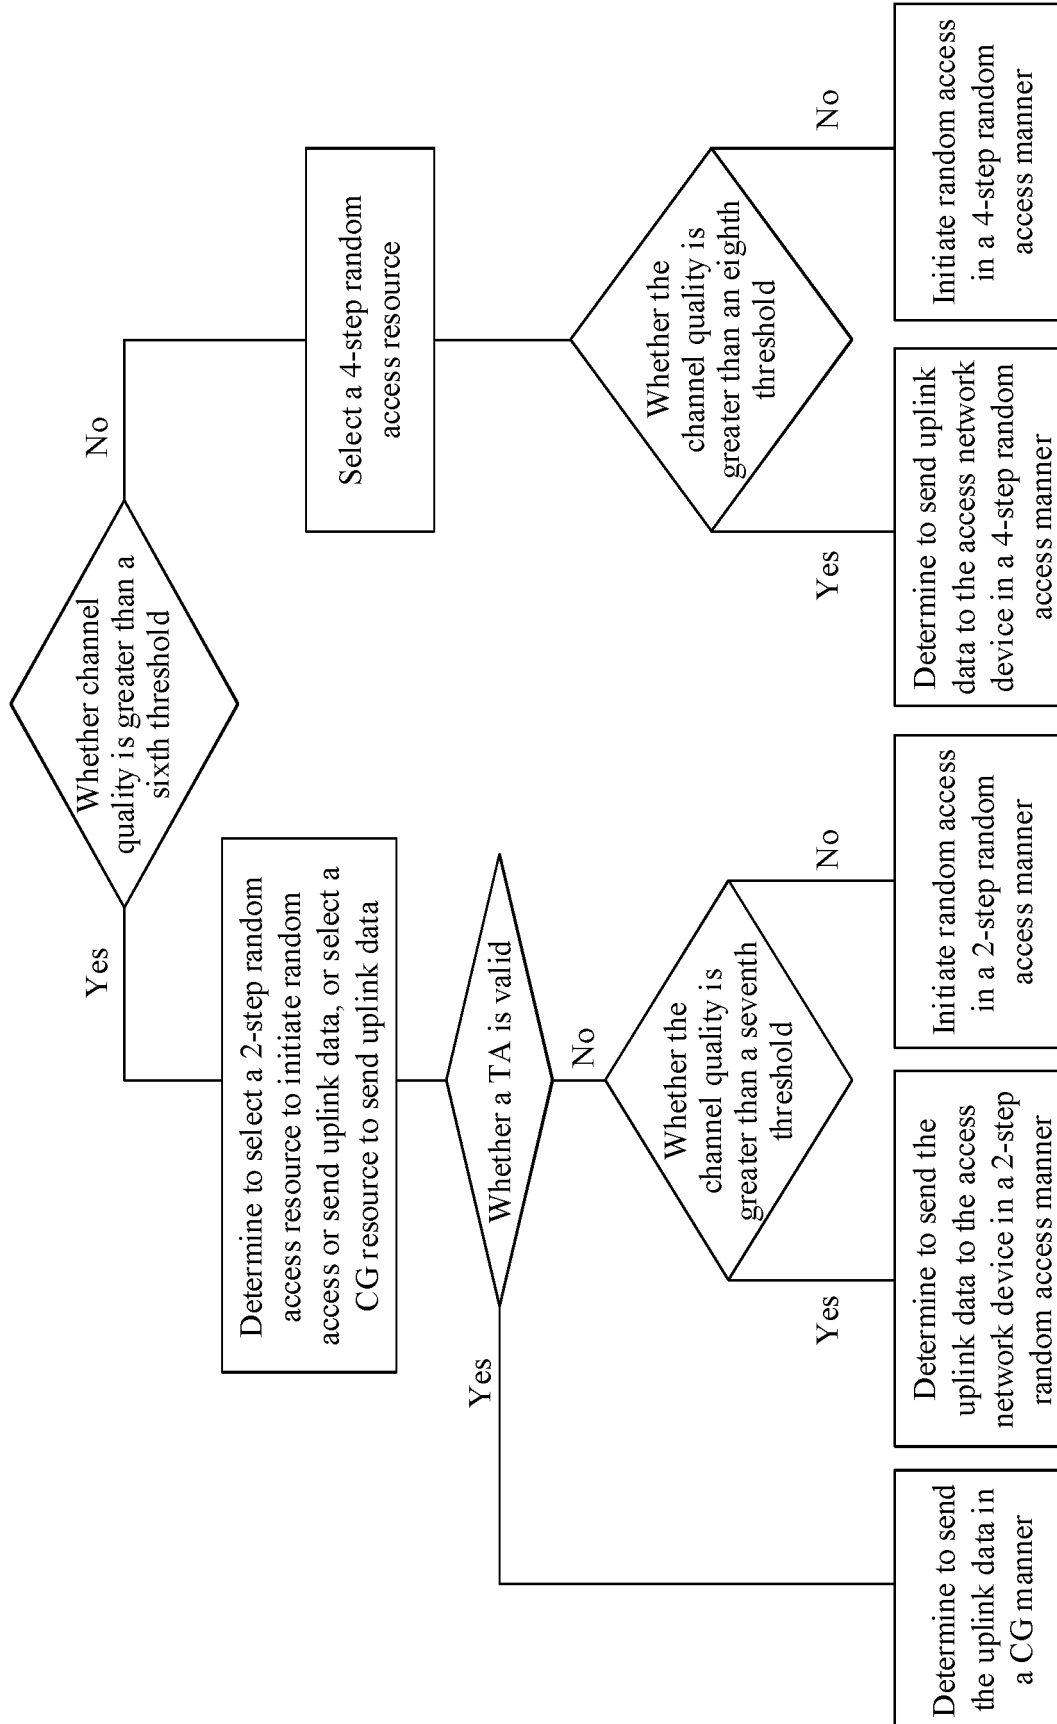 Whether channel
quality is greater than a
sixth threshold
Yes
No
Determine to select a 2-step random
access resource to initiate random
access or send uplink data, or select a
CG resource to send uplink data
Select a 4-step random
access resource
Whether a TA is valid
Yes
No
Whether the
channel quality is
greater than a seventh
threshold
Whether the
channel quality is
greater than an eighth
threshold
Yes
No
Yes
No
Determine to send
the uplink data in
a CG manner
Determine to send the
uplink data to the access
network device in a 2-step
random access manner
Initiate random access
in a 2-step random
access manner
Determine to send uplink
data to the access network
device in a 4-step random
access manner
Initiate random access
in a 4-step random
access manner